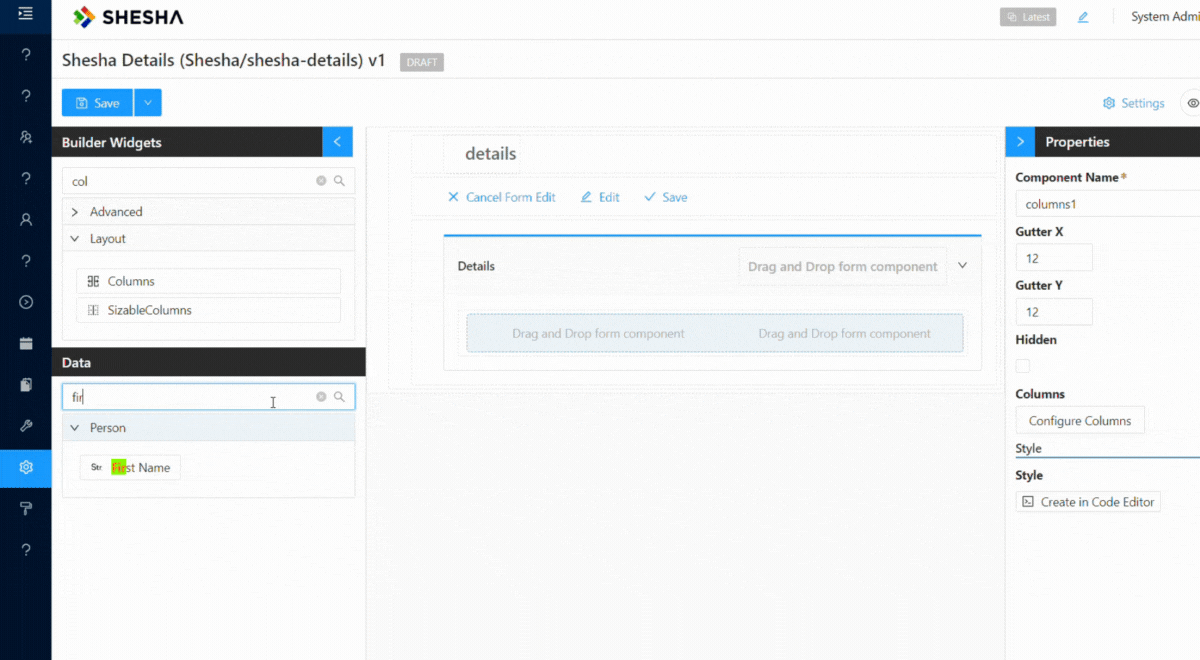 SHESHA
Latest
System Admi
Shesha Details (Shesha/shesha-details) v1
DRAFT
Save
Settings
Builder Widgets
col
Advanced
Layout
Columns
SizableColumns
Data
fir
Person
Str
First Name
details
Cancel Form Edit
Edit
Save
Details
Drag and Drop form component
Drag and Drop form component
Drag and Drop form component
Properties
Component Name*
columns1
Gutter X
12
Gutter Y
12
Hidden
Columns
Configure Columns
Style
Style
Create in Code Editor